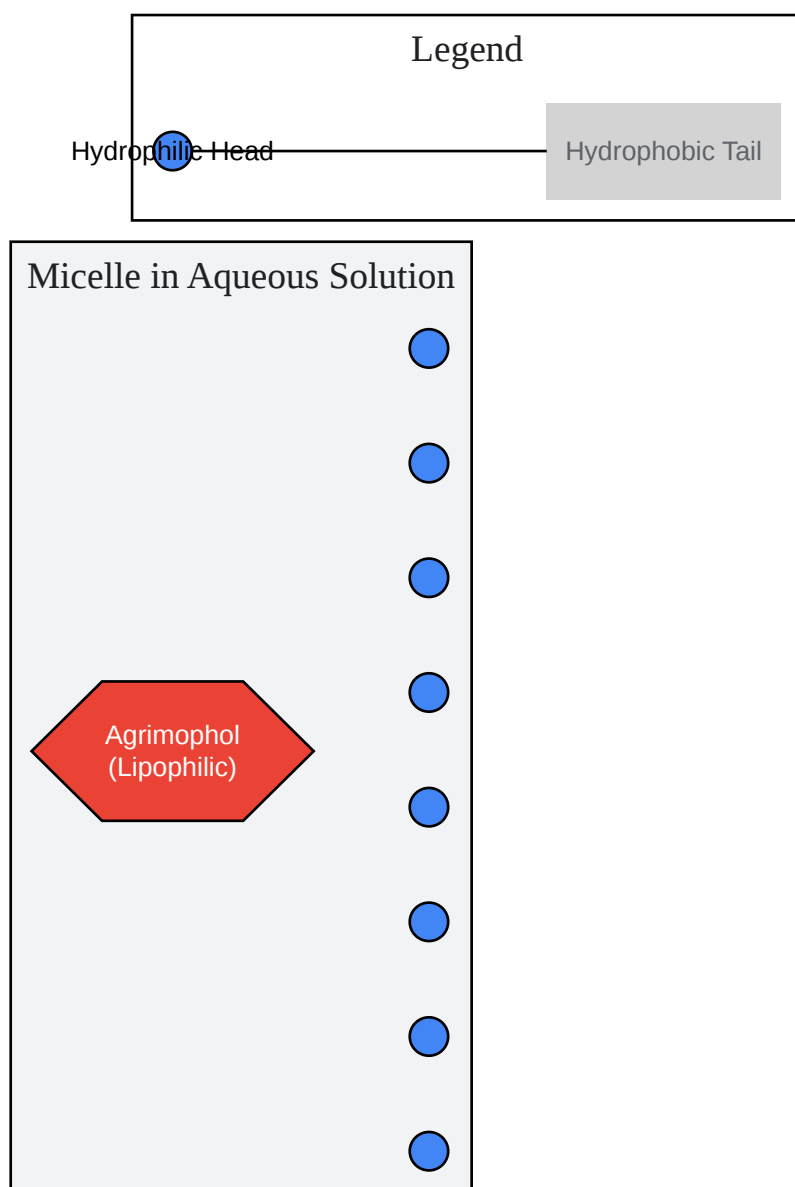 Legend
Hydrophilic Head
Hydrophobic Tail
Micelle in Aqueous Solution
Agrimophol
(Lipophilic)